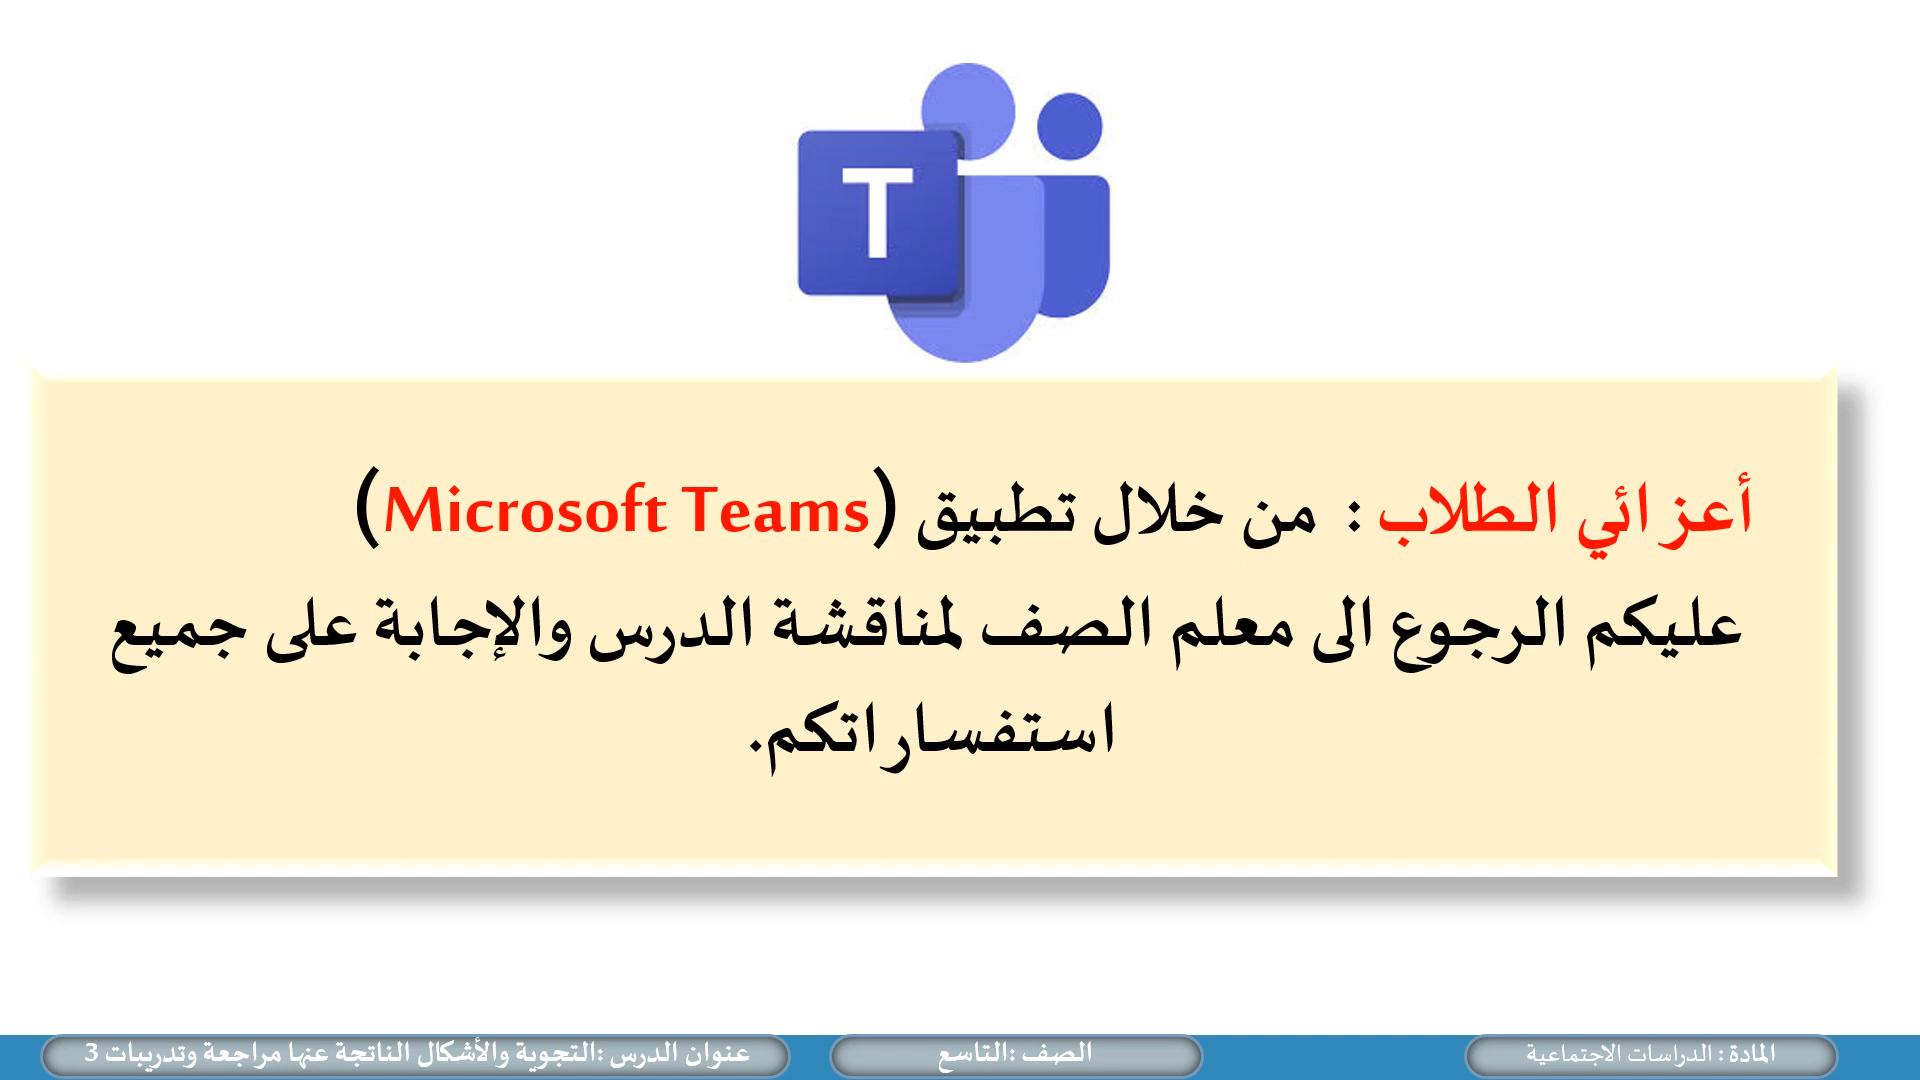 T
أعزائي الطلاب : من خلال تطبيق (Microsoft Teams)
عليكم الرجوع الى معلم الصف لمناقشة الدرس والإجابة على جميع
استفساراتكم.
المادة : الدراسات الاجتماعية
الصف :التاسع
عنوان الدرس :التجوية والأشكال الناتجة عنها مراجعة وتدريبات 3